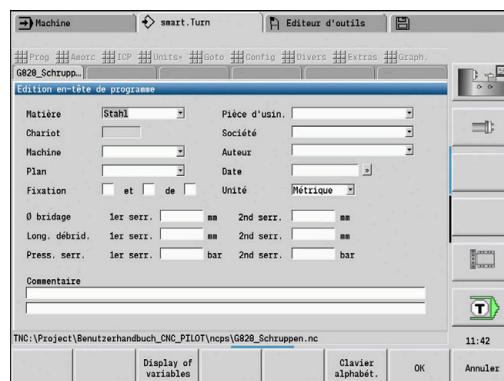 Machine smart.Turn Editeur d'outils
Prog Amorc ICP Units» Goto Config Divers Extras Graph.
G820_Schrupp…
Edition en-tête de programme
Matière Stahl Pièce d'usin.
Chariot Société
Machine Auteur
Plan Date »
Fixation et de Unité Métrique
Ø bridage 1er serr. mm 2nd serr. mm
Long. débrid. 1er serr. mm 2nd serr. mm
Press. serr. 1er serr. bar 2nd serr. bar
Commentaire
TNC:\Project\Benutzerhandbuch_CNC_PILOT\ncps\G820_Schruppen.nc
T
11:42
Display of variables Clavier alphabét. OK Annuler